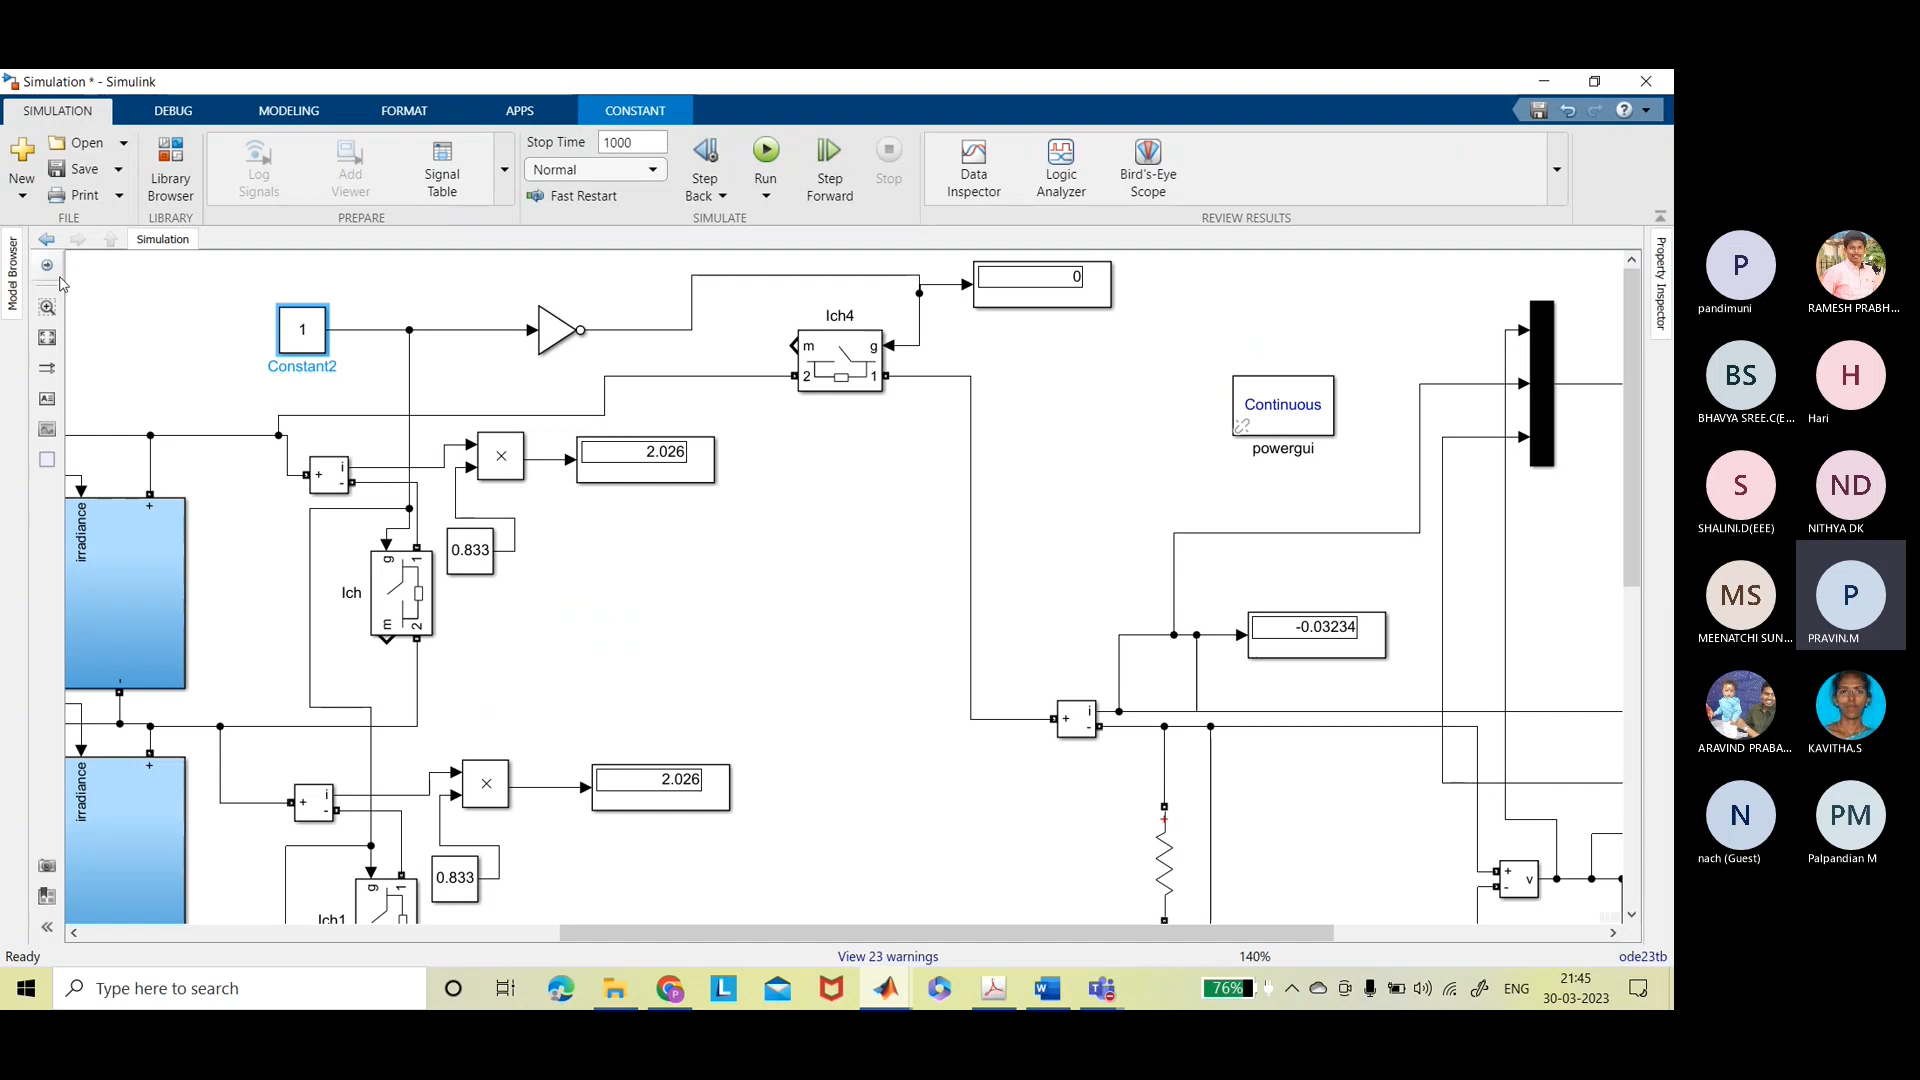 Simulation * - Simulink
SIMULATION
DEBUG
MODELING
FORMAT
APPS
CONSTANT
New
Open
Save
Print
FILE
Library
Browser
LIBRARY
Log
Signals
Add
Viewer
Signal
Table
PREPARE
Stop Time
1000
Normal
Fast Restart
Step
Back
Run
Step
Forward
Stop
SIMULATE
Data
Inspector
Logic
Analyzer
Bird's-Eye
Scope
REVIEW RESULTS
Model Browser
Simulation
Property Inspector
1
Constant2
0
Ich4
m
g
2
1
Continuous
powergui
+
i
-
×
2.026
0.833
irradiance
+
-
Ich
g
1
m
2
-0.03234
+
i
-
irradiance
+
+
i
-
×
2.026
0.833
g
1
Ich1
+
+
-
v
Ready
View 23 warnings
140%
ode23tb
Type here to search
76%
ENG
21:45
30-03-2023
P
pandimuni
RAMESH PRABH...
BS
BHAVYA SREE.C(E...
H
Hari
S
SHALINI.D(EEE)
ND
NITHYA DK
MS
MEENATCHI SUN...
P
PRAVIN.M
ARAVIND PRABA...
KAVITHA.S
N
nach (Guest)
PM
Palpandian M